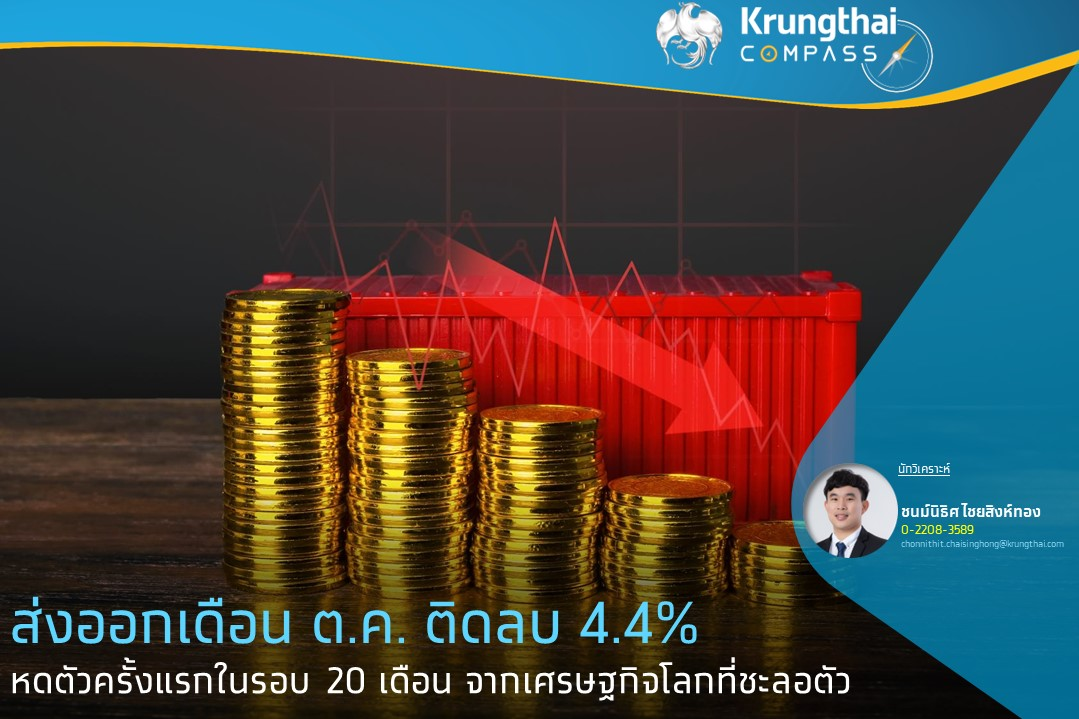 Krungthai
COMPASS
นักวิเคราะห์
ชนม์นิธิศ ไชยสิงห์ทอง
0-2208-3589
chonnithit.chaisinghong@krungthai.com
ส่งออกเดือน ต.ค. ติดลบ 4.4%
หดตัวครั้งแรกในรอบ 20 เดือน จากเศรษฐกิจโลกที่ชะลอตัว